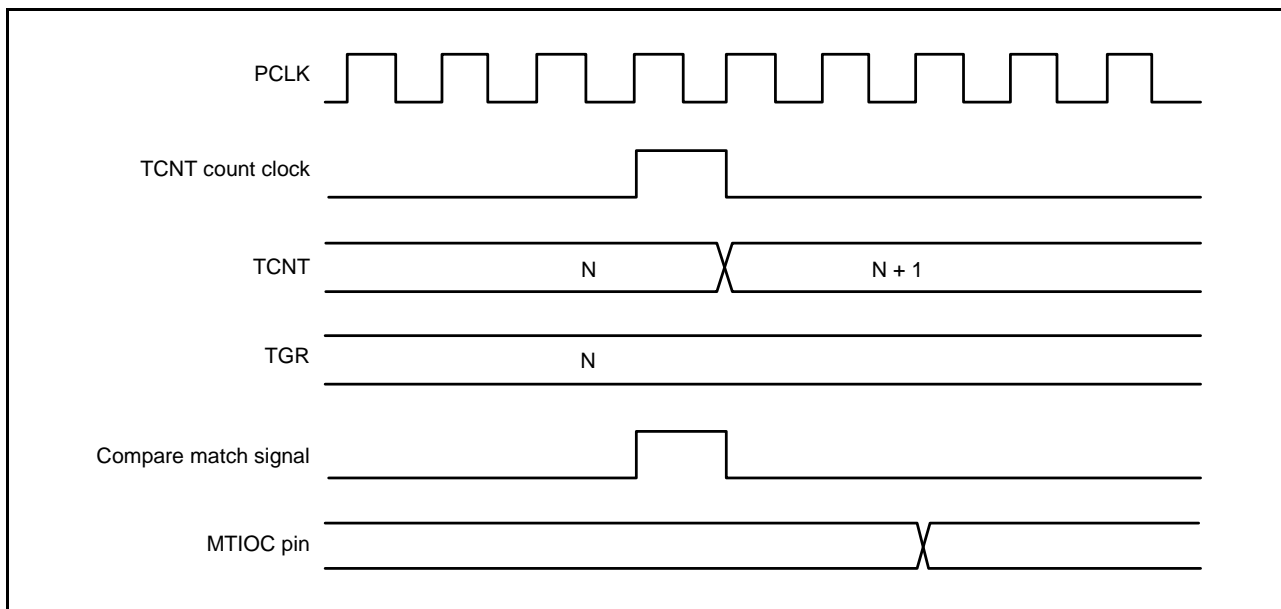 PCLK
TCNT count clock
TCNT
N
N + 1
TGR
N
Compare match signal
MTIOC pin